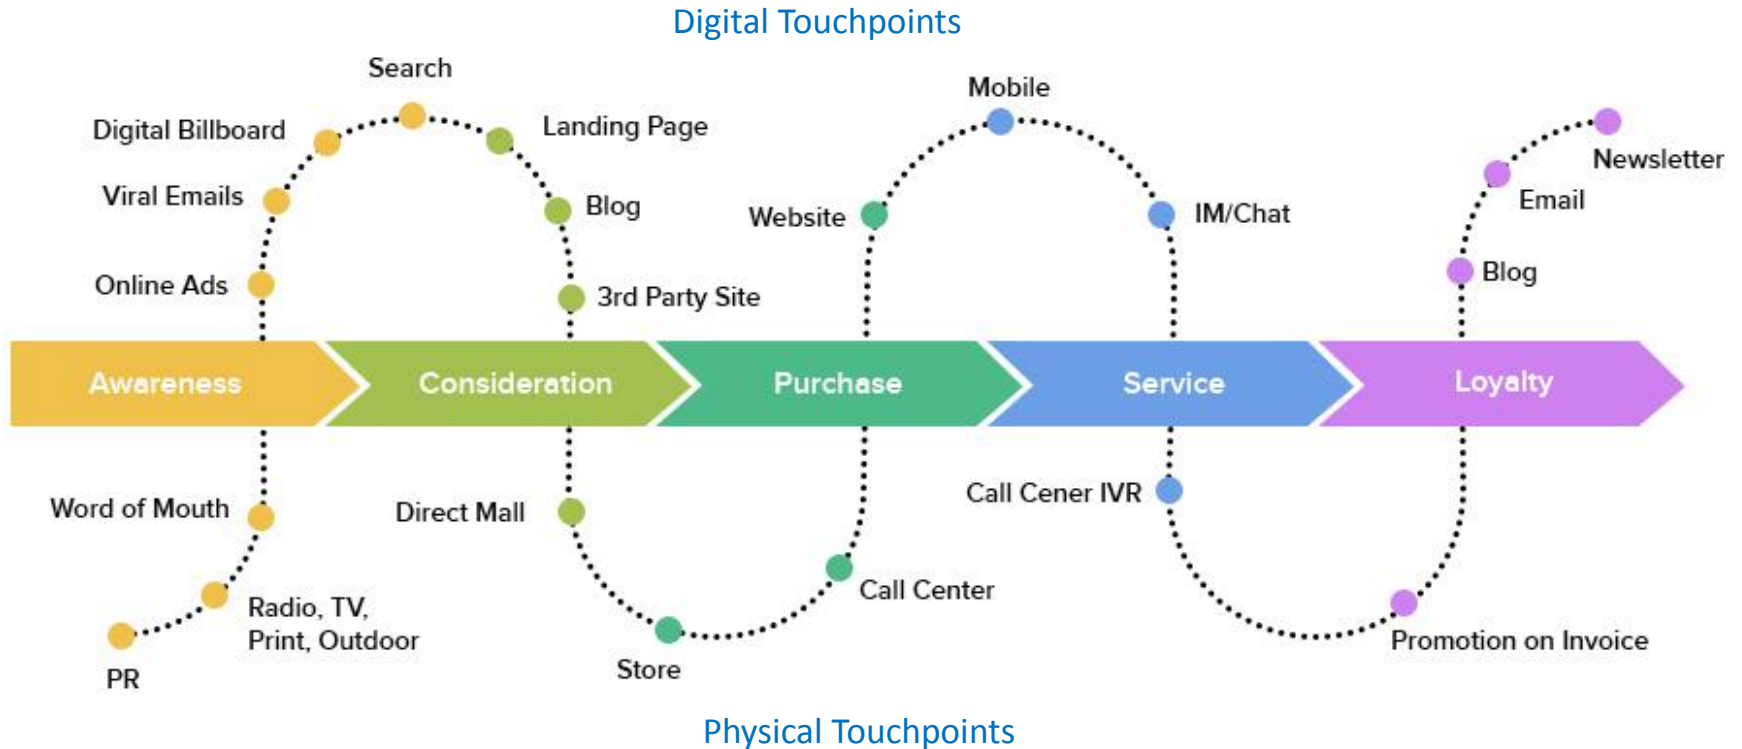 Digital Touchpoints
Search
Mobile
Digital Billboard
Landing Page
Newsletter
Viral Emails
Blog
Website
IM/Chat
Email
Online Ads
3rd Party Site
Blog
Awareness
Consideration
Purchase
Service
Loyalty
Word of Mouth
Direct Mall
Call Cener IVR
Radio, TV,
Print, Outdoor
Call Center
Promotion on Invoice
PR
Store
Physical Touchpoints